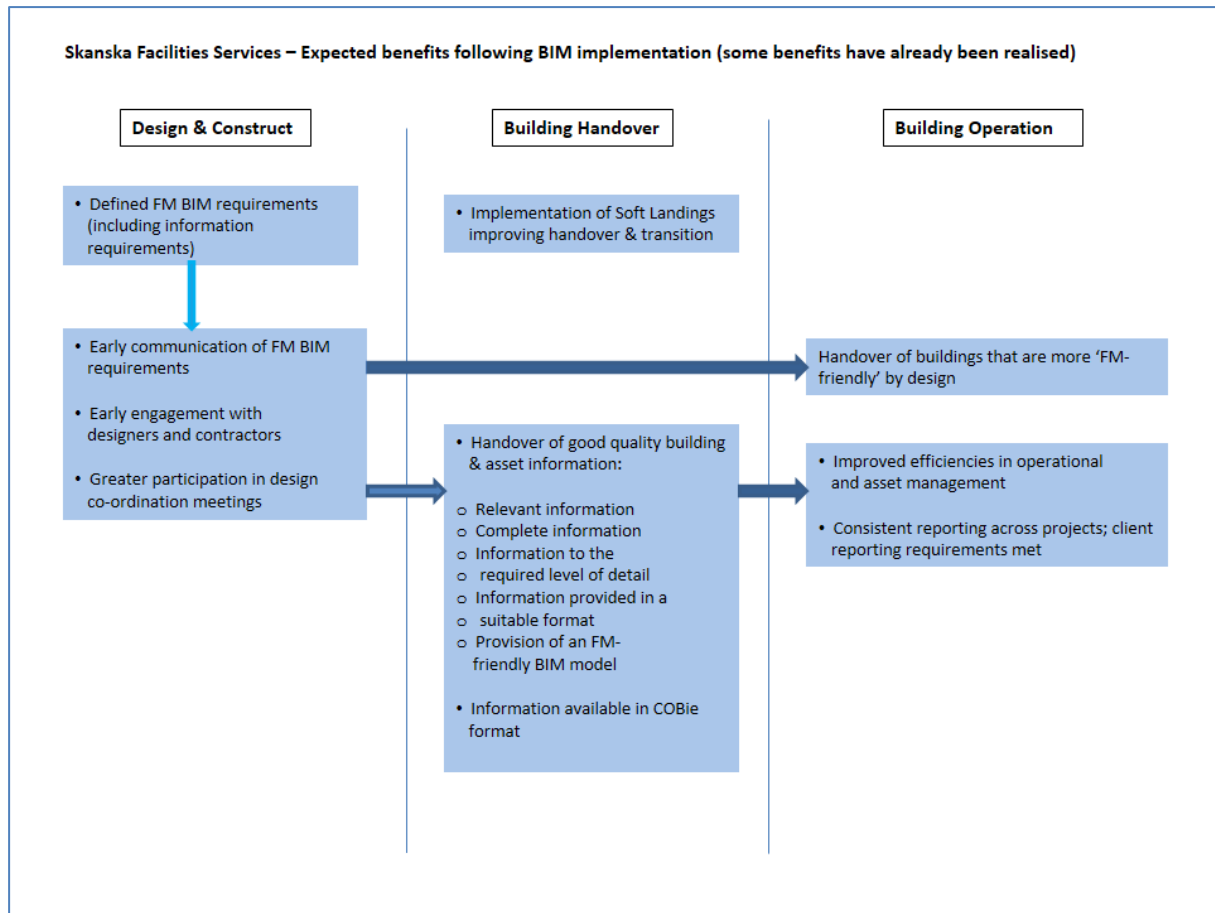 Skanska Facilities Services – Expected benefits following BIM implementation (some benefits have already been realised)
Design & Construct
• Defined FM BIM requirements
(including information
requirements)
• Early communication of FM BIM
requirements
• Early engagement with
designers and contractors
• Greater participation in design
co-ordination meetings
Building Handover
• Implementation of Soft Landings
improving handover & transition
• Handover of good quality building
& asset information:
o Relevant information
o Complete information
o Information to the
o required level of detail
o Information provided in a
o suitable format
o Provision of an FM-
friendly BIM model
• Information available in COBie
format
Building Operation
Handover of buildings that are more ‘FM-
friendly’ by design
• Improved efficiencies in operational
and asset management
• Consistent reporting across projects; client
reporting requirements met